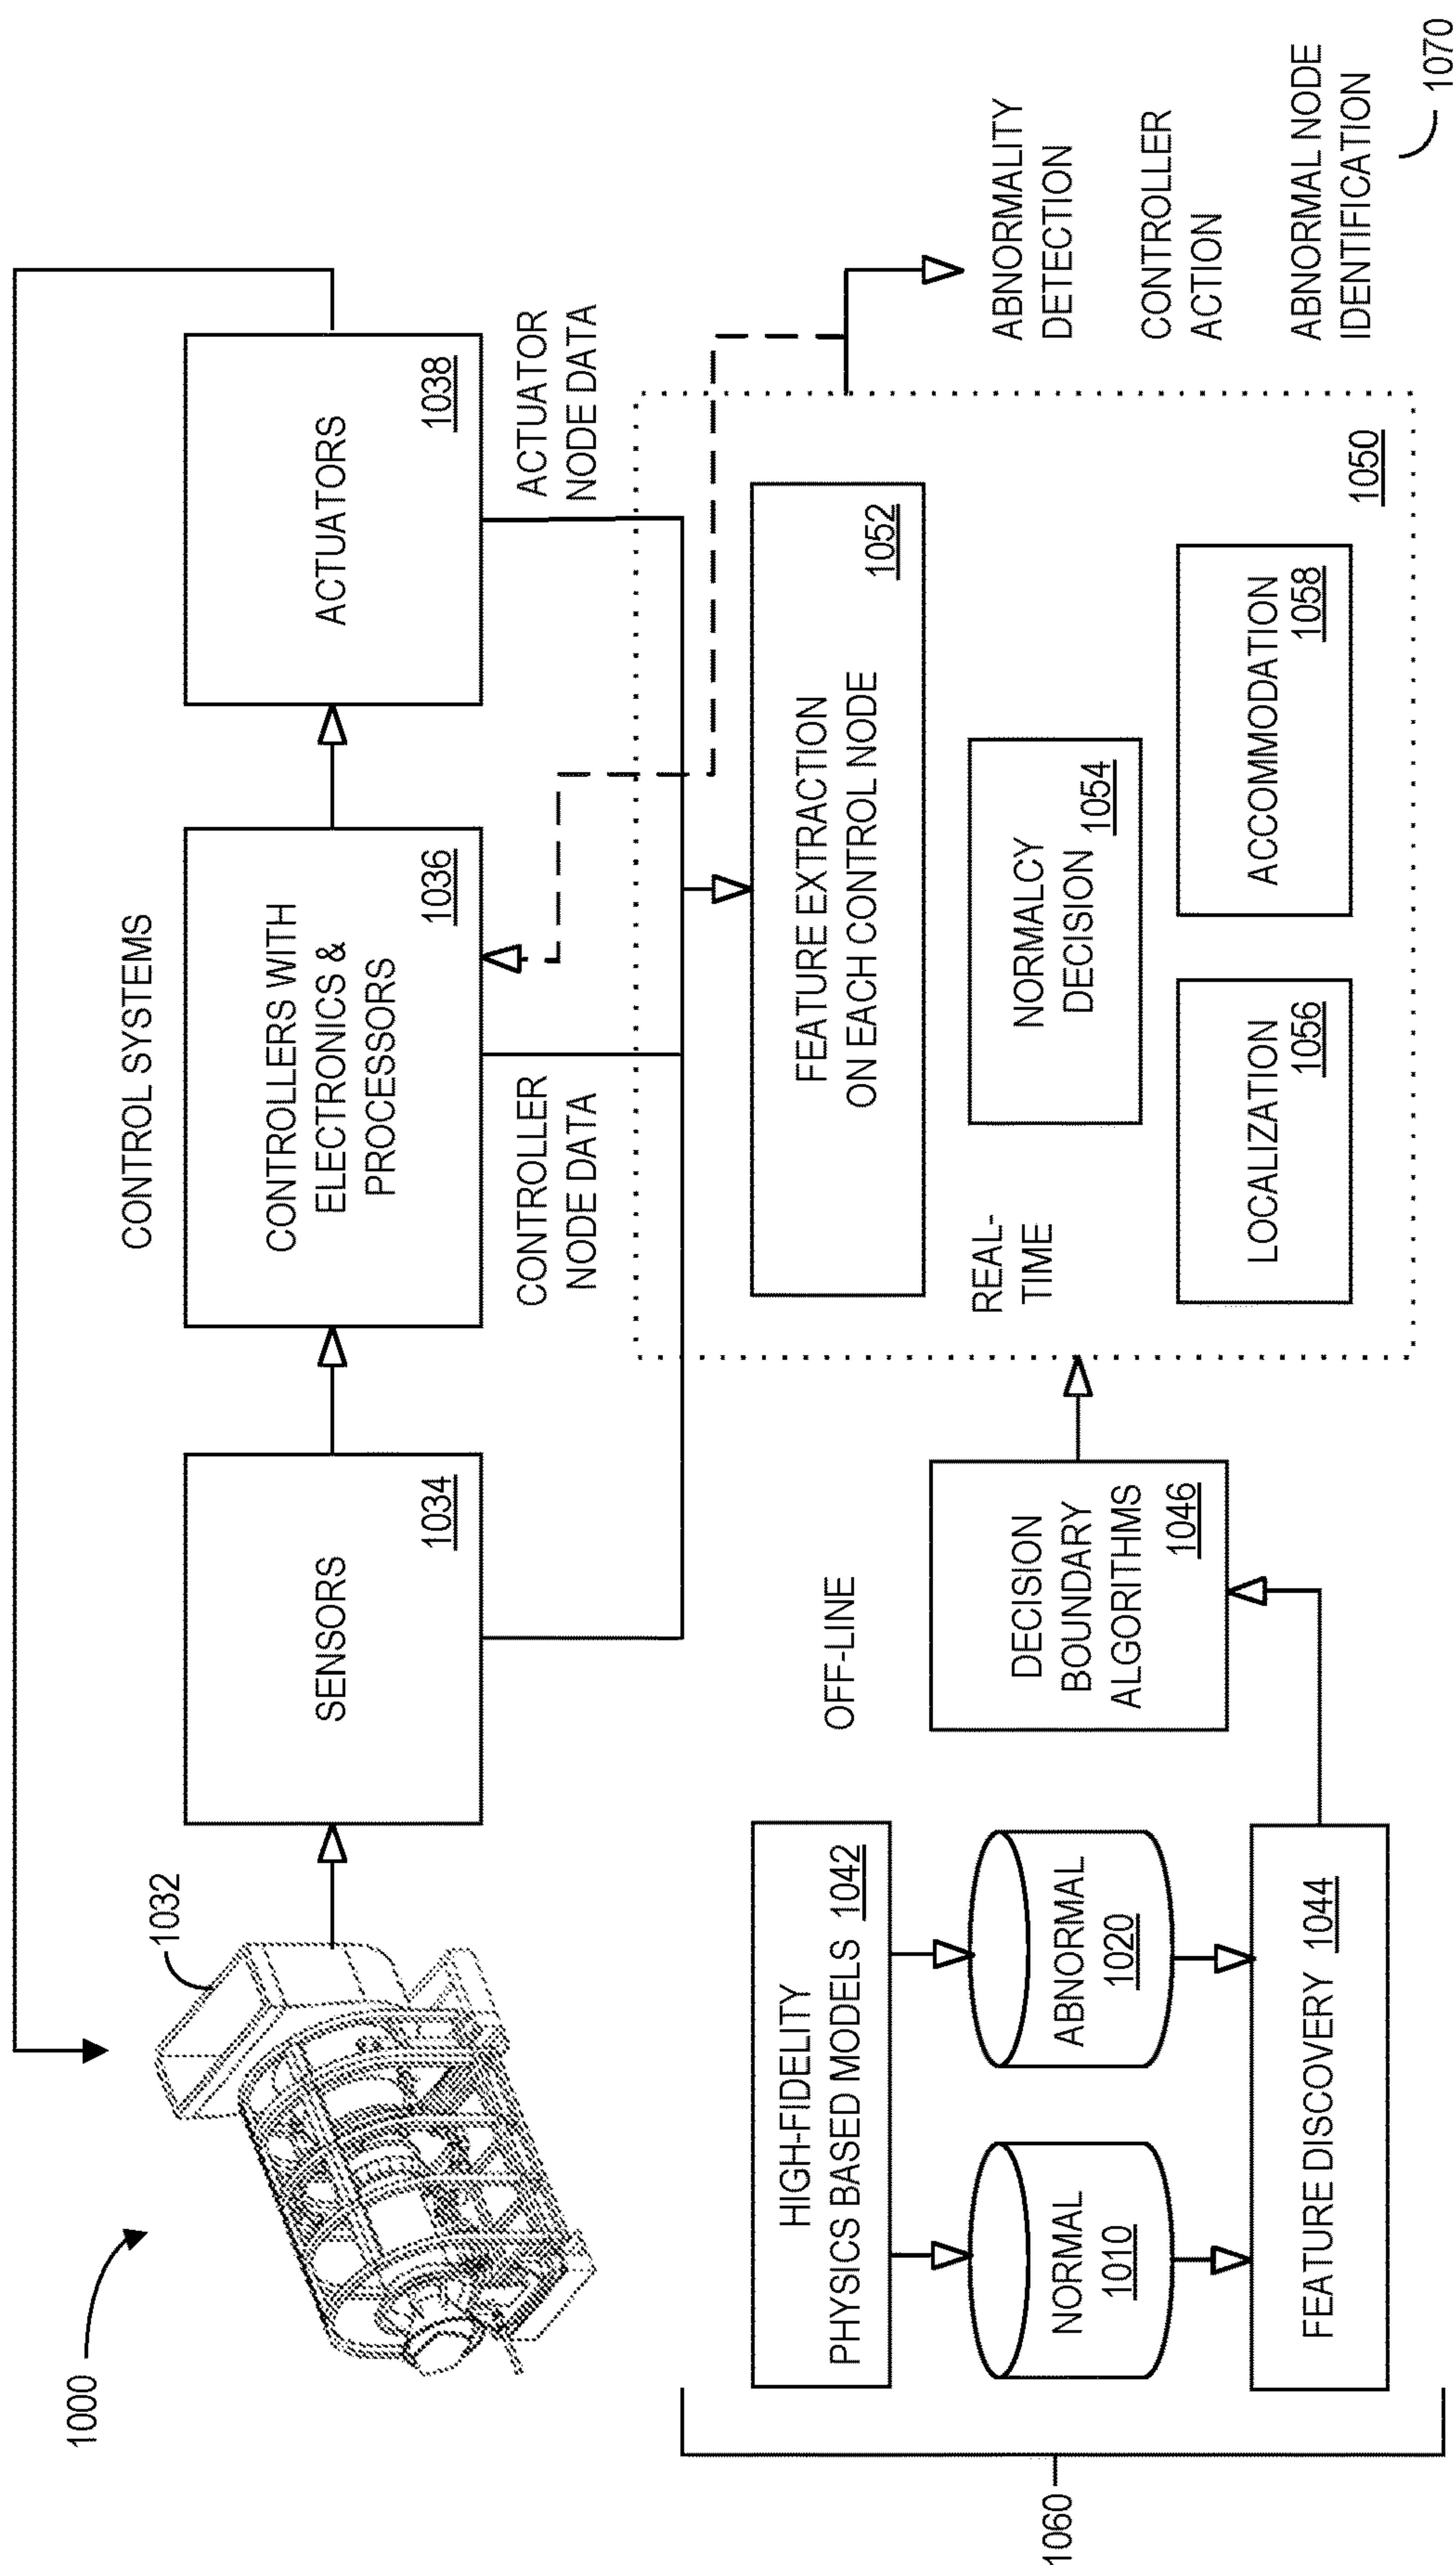 1000
1032
CONTROL SYSTEMS
SENSORS
1034
CONTROLLERS WITH
ELECTRONICS &
PROCESSORS
1036
ACTUATORS
1038
CONTROLLER
NODE DATA
ACTUATOR
NODE DATA
1060
HIGH-FIDELITY
PHYSICS BASED MODELS 1042
NORMAL
1010
ABNORMAL
1020
FEATURE DISCOVERY 1044
OFF-LINE
DECISION
BOUNDARY
ALGORITHMS
1046
REAL-
TIME
FEATURE EXTRACTION
ON EACH CONTROL NODE
1052
NORMALCY
DECISION
1054
LOCALIZATION
1056
ACCOMMODATION
1058
1050
ABNORMALITY
DETECTION
CONTROLLER
ACTION
ABNORMAL NODE
IDENTIFICATION
1070